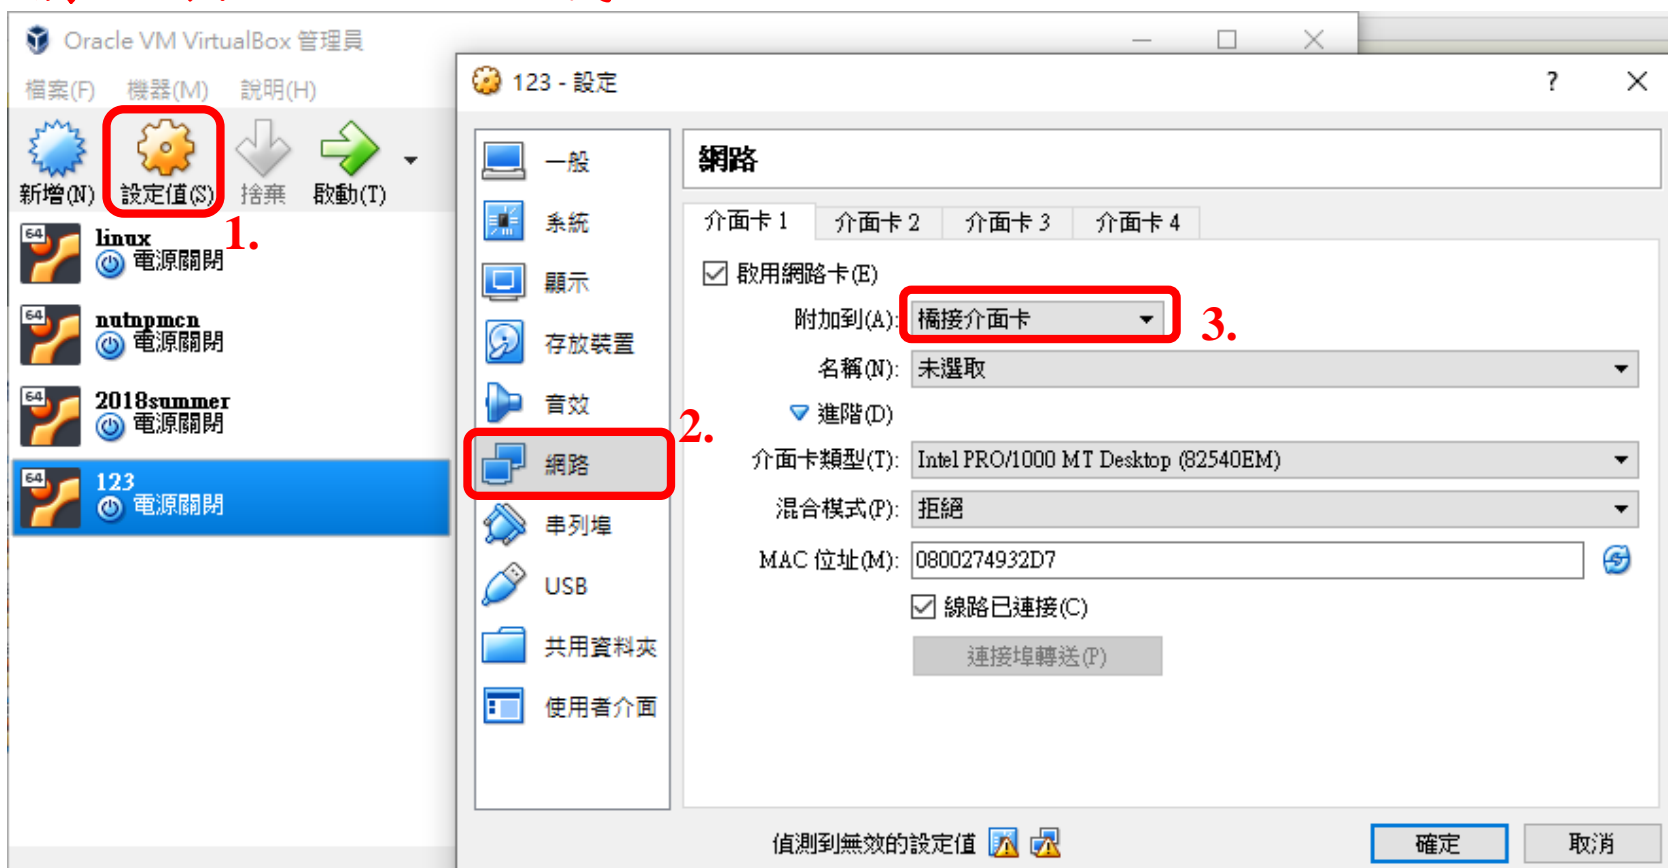 Oracle VM VirtualBox 管理員
檔案(F) 機器(M) 說明(H)
新增(N) 設定值(S) 捨棄 啟動(T)
1.
linux
電源關閉
nutnpmcn
電源關閉
2018summer
電源關閉
123
電源關閉
123 - 設定
?
一般
系統
顯示
存放裝置
音效
2.
網路
串列埠
USB
共用資料夾
使用者介面
網路
介面卡 1 介面卡 2 介面卡 3 介面卡 4
啟用網路卡(E)
附加到(A): 橋接介面卡
3.
名稱(N): 未選取
進階(D)
介面卡類型(T): Intel PRO/1000 MT Desktop (82540EM)
混合模式(P): 拒絕
MAC 位址(M): 0800274932D7
線路已連接(C)
連接埠轉送(P)
偵測到無效的設定值
確定 取消